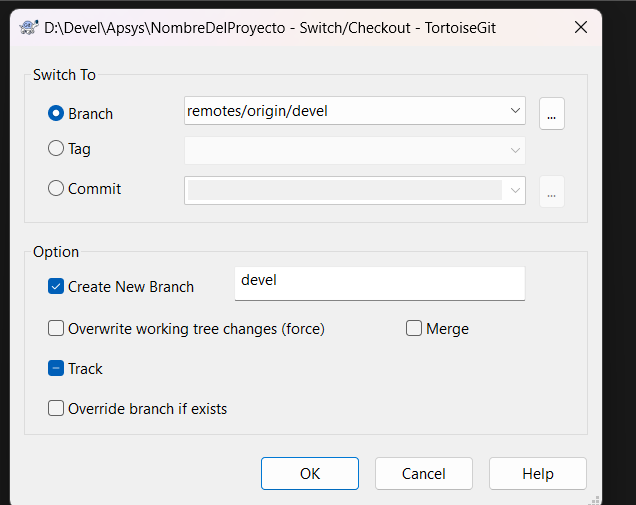 D:\Devel\Apsys\NombreDelProyecto - Switch/Checkout - TortoiseGit
Switch To
Branch
remotes/origin/devel
...
Tag
Commit
...
Option
Create New Branch
devel
Overwrite working tree changes (force)
Merge
Track
Override branch if exists
OK
Cancel
Help